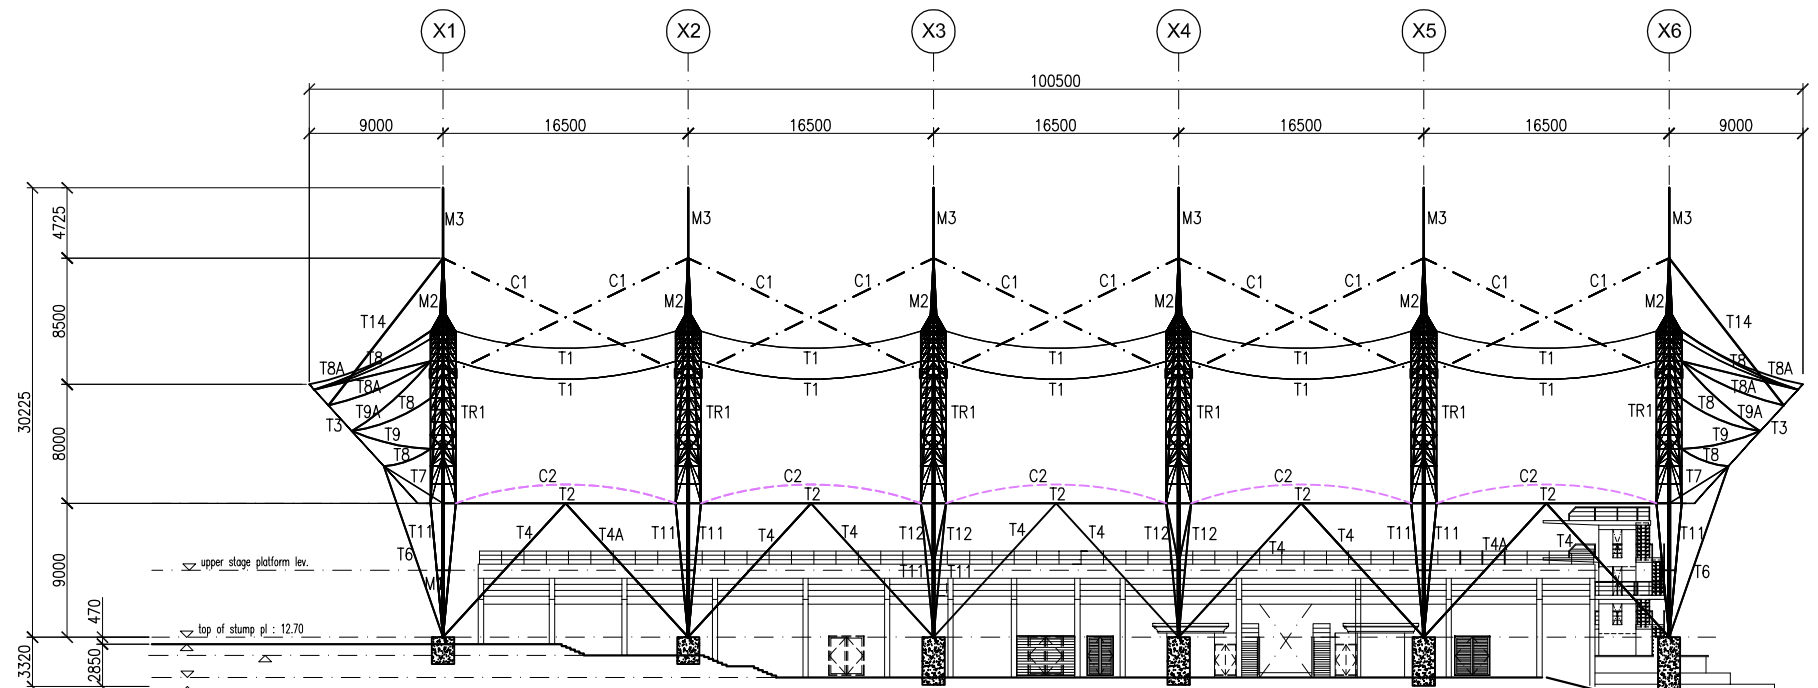 X1 X2 X3 X4 X5 X6
100500
9000 16500 16500 16500 16500 16500 9000
M3 M3 M3 M3 M3 M3
4725
C1 C1 C1 C1 C1 C1 C1 C1 C1 C1
M2 M2 M2 M2 M2 M2
8500
T14 T14
T1 T1 T1 T1 T1
T8 T8
T8A T8A
T1 T1 T1 T1 T1
T8A T8A
T8 T8
T9A T9A
TR1 TR1 TR1 TR1 TR1 TR1
30225
T3 T3
T9 T9
8000
T8 T8
T7 T7
C2 C2 C2 C2 C2
T2 T2 T2 T2 T2
T11 T4 T4A T11 T11 T4 T4 T12 T12 T4 T4 T12 T12 T4 T4 T11 T11 T4A T4 T11
T6 T6
upper stage platform lev.
9000
T11 T11
470
top of stump pl : 12.70
3320
2850